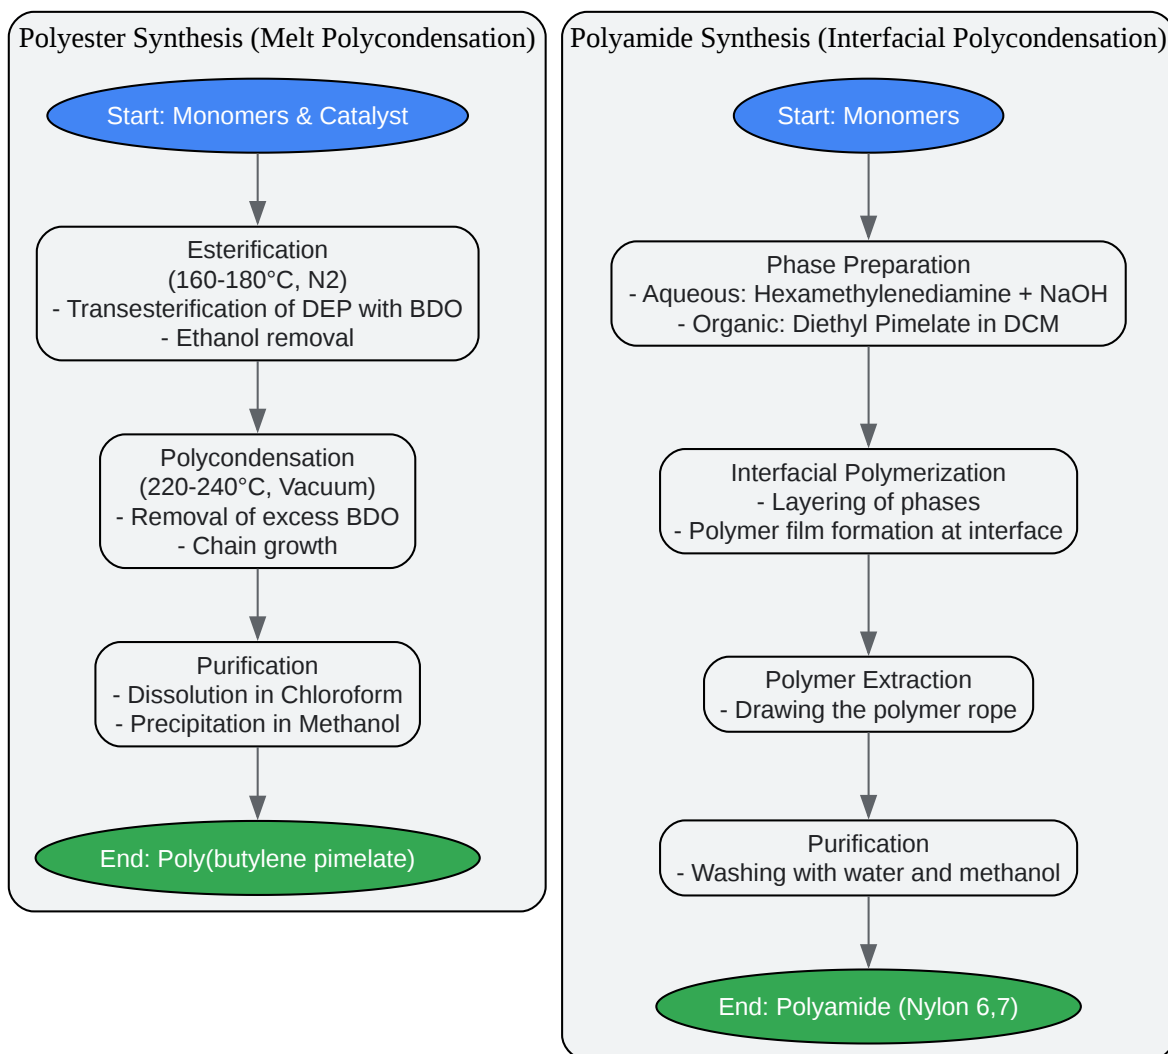 Polyester Synthesis (Melt Polycondensation)
Start: Monomers & Catalyst
Esterification
(160-180°C, N2)
- Transesterification of DEP with BDO
- Ethanol removal
Polycondensation
(220-240°C, Vacuum)
- Removal of excess BDO
- Chain growth
Purification
- Dissolution in Chloroform
- Precipitation in Methanol
End: Poly(butylene pimelate)
Polyamide Synthesis (Interfacial Polycondensation)
Start: Monomers
Phase Preparation
- Aqueous: Hexamethylenediamine + NaOH
- Organic: Diethyl Pimelate in DCM
Interfacial Polymerization
- Layering of phases
- Polymer film formation at interface
Polymer Extraction
- Drawing the polymer rope
Purification
- Washing with water and methanol
End: Polyamide (Nylon 6,7)